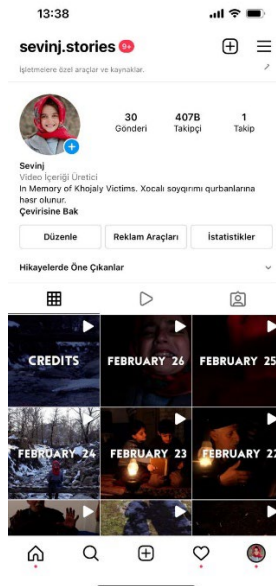 13:38
sevinj.stories 9+
İşletmelere özel araçlar ve kaynaklar.
30 407B 1
Gönderi Takipçi Takip
Sevinj
Video İçeriği Üretici
In Memory of Khojaly Victims. Xocalı soyqırımı qurbanlarına
həsr olunur.
Çevirisine Bak
Düzenle Reklam Araçları İstatistikler
Hikayelerde Öne Çıkanlar
CREDITS FEBRUARY 26 FEBRUARY 25
FEBRUARY 24 FEBRUARY 23 FEBRUARY 22